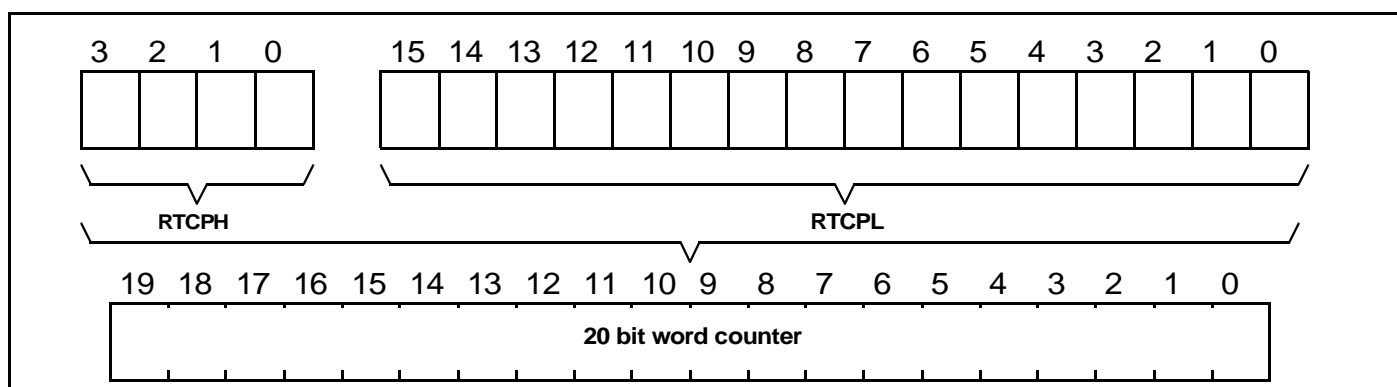 3 2 1 0 15 14 13 12 11 10 9 8 7 6 5 4 3 2 1 0
RTCPH RTCPL
19 18 17 16 15 14 13 12 11 10 9 8 7 6 5 4 3 2 1 0
20 bit word counter